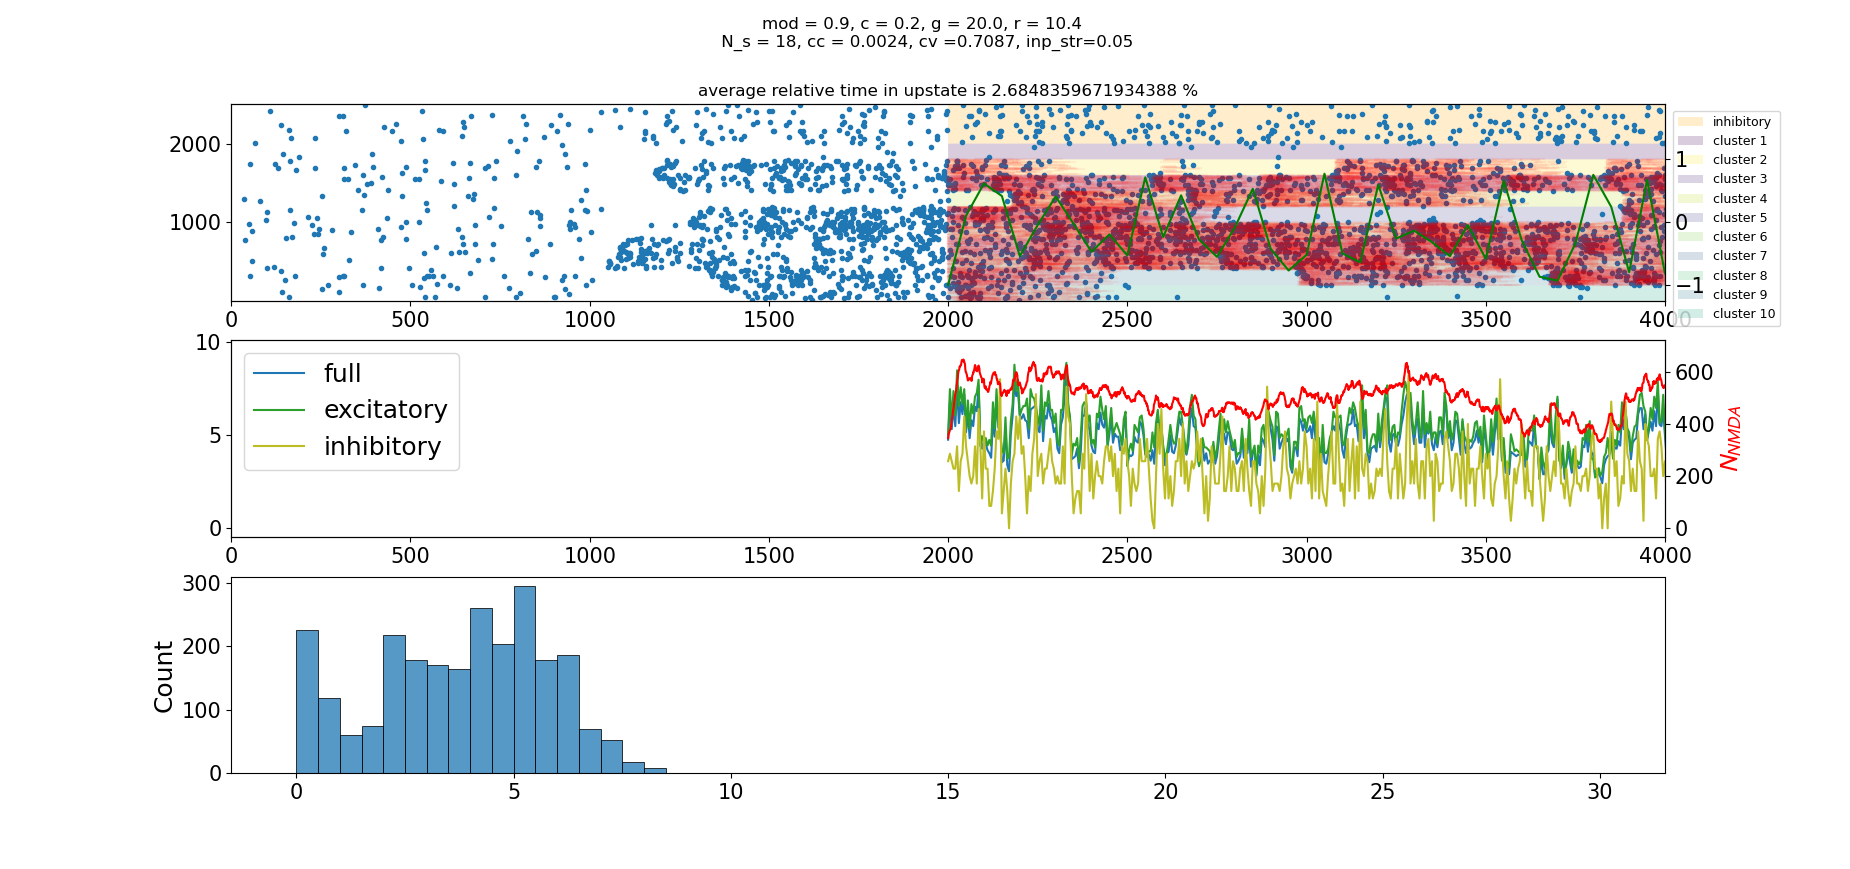 mod = 0.9, c = 0.2, g = 20.0, r = 10.4
N_s = 18, cc = 0.0024, cv =0.7087, inp_str=0.05
average relative time in upstate is 2.6848359671934388 %
2000
1000
0 500 1000 1500 2000 2500 3000 3500 4000
1
0
−1
inhibitory
cluster 1
cluster 2
cluster 3
cluster 4
cluster 5
cluster 6
cluster 7
cluster 8
cluster 9
cluster 10
10
5
0
full
excitatory
inhibitory
600
400
200
0
N_NMDA
0 500 1000 1500 2000 2500 3000 3500 4000
Count
300
200
100
0
0 5 10 15 20 25 30